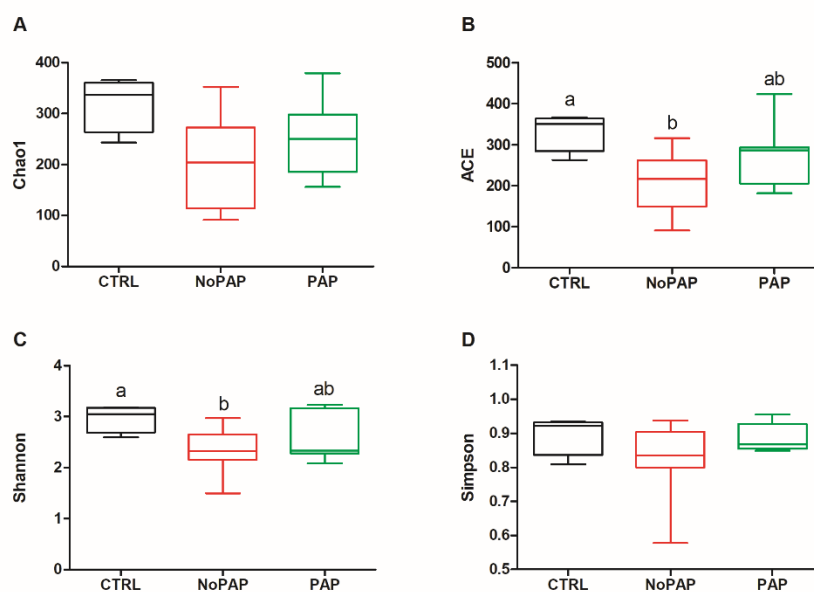 A
Chao1
400
300
200
100
0
CTRL
NoPAP
PAP
B
ACE
500
400
300
200
100
0
a
b
ab
CTRL
NoPAP
PAP
C
Shannon
4
3
2
1
0
a
b
ab
CTRL
NoPAP
PAP
D
Simpson
1.1
1.0
0.9
0.8
0.7
0.6
0.5
CTRL
NoPAP
PAP